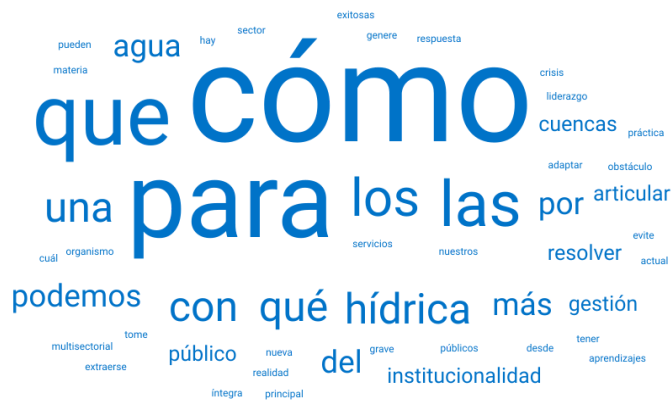 exitosas
sector
genere
respuesta
hay
pueden
agua
materia
cómo
crisis
liderazgo
que
cuencas
práctica
adaptar
obstáculo
una
para
los
las
por
articular
servicios
nuestros
evite
resolver
actual
cuál
organismo
podemos
con
qué
hídrica
más
gestión
tome
tener
multisectorial
público
nueva
del
grave
públicos
desde
aprendizajes
extraerse
realidad
institucionalidad
íntegra
principal